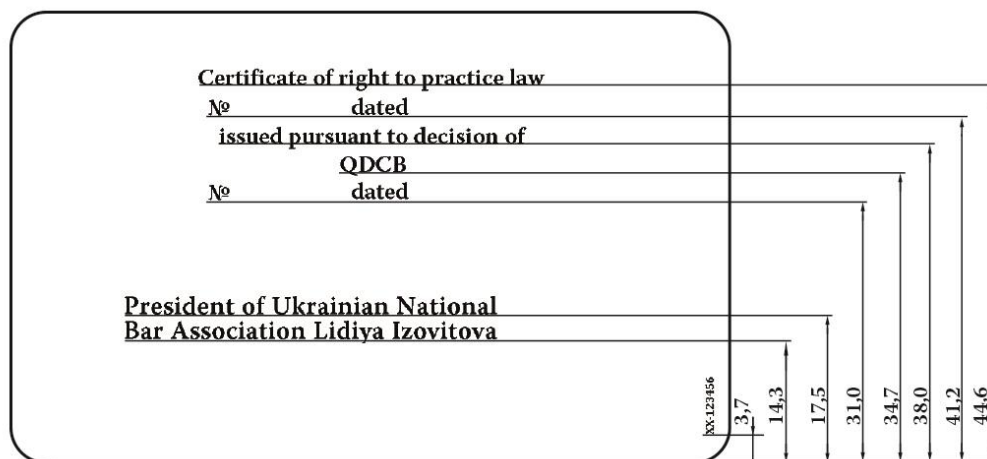 Certificate of right to practice law
№ dated
issued pursuant to decision of
QDCB
№ dated
President of Ukrainian National
Bar Association Lidiya Izovitova
XX-123456
3,7
14,3
17,5
31,0
34,7
38,0
41,2
44,6